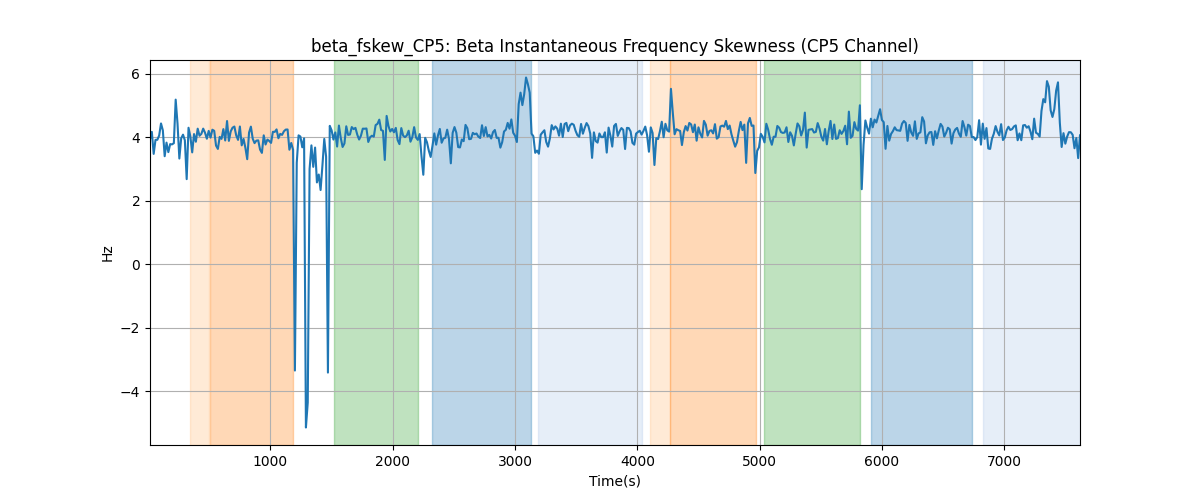 beta_fskew_CP5: Beta Instantaneous Frequency Skewness (CP5 Channel)
6
4
2
0
−2
−4
Hz
1000 2000 3000 4000 5000 6000 7000
Time(s)